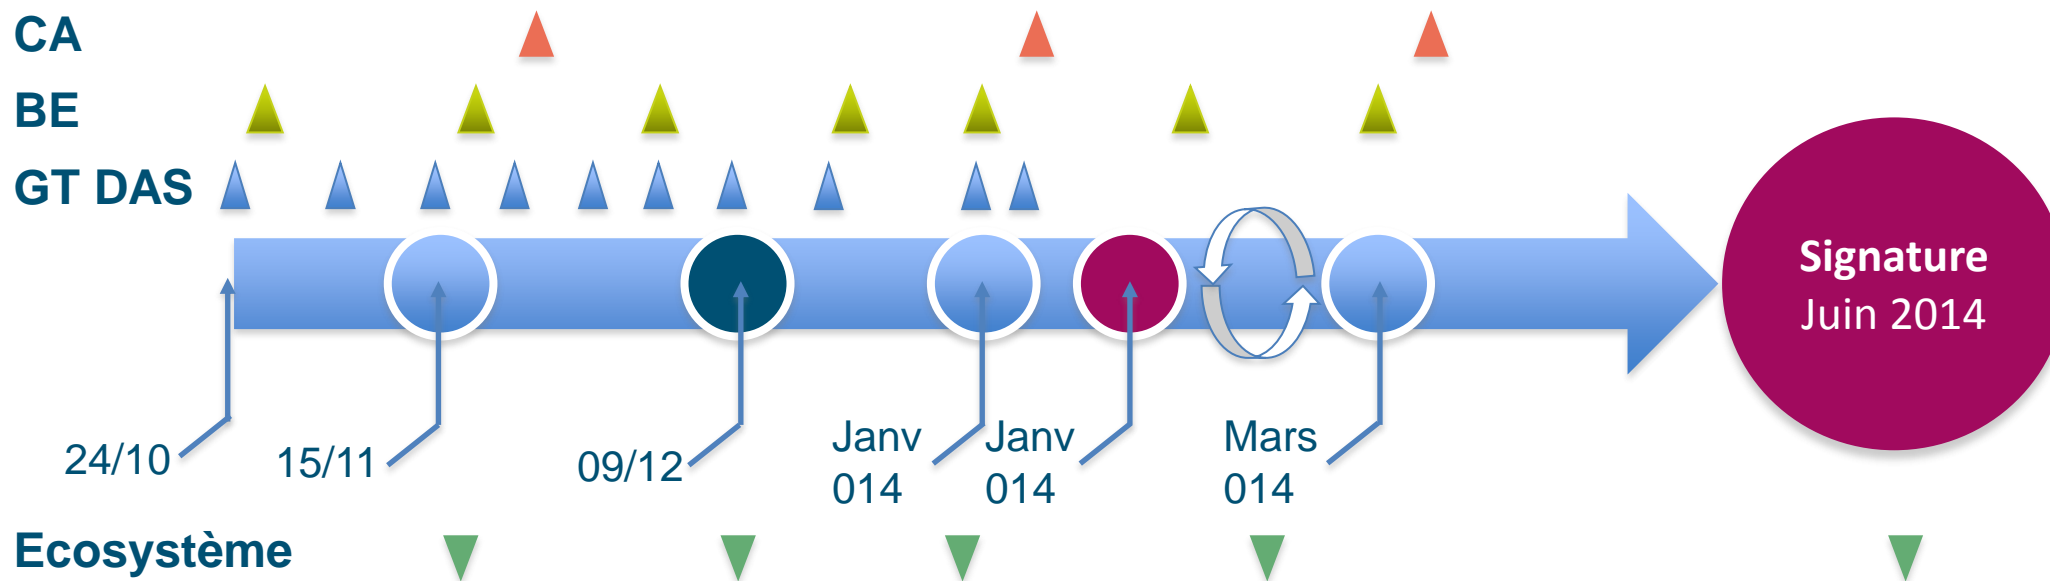 CA
BE
GT DAS
Signature
Juin 2014
24/10
15/11
09/12
Janv
014
Janv
014
Mars
014
Ecosystème